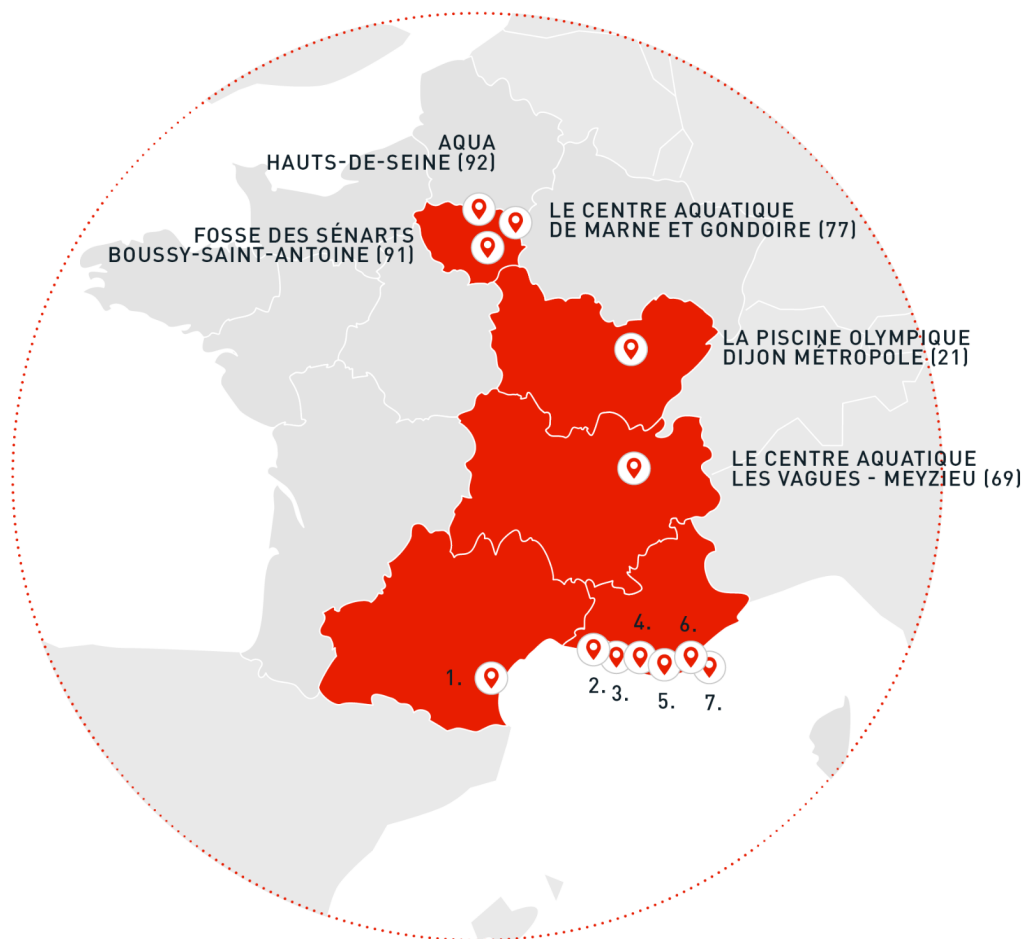 AQUA
HAUTS-DE-SEINE (92)
LE CENTRE AQUATIQUE
DE MARNE ET GONDOIRE (77)
FOSSE DES SÉNARTS
BOUSSY-SAINT-ANTOINE (91)
LA PISCINE OLYMPIQUE
DIJON MÉTROPOLE (21)
LE CENTRE AQUATIQUE
LES VAGUES - MEYZIEU (69)
4.
6.
1.
2.
3.
5.
7.